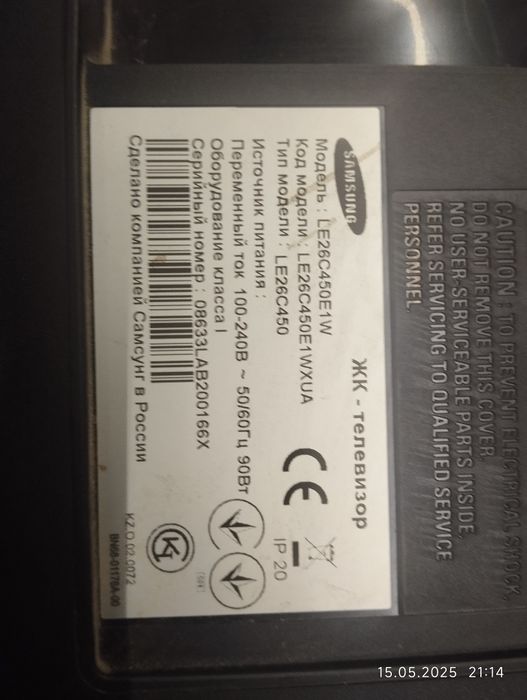 CAUTION : TO PREVENT ELECTRICAL SHOCK,
DO NOT REMOVE THIS COVER.
NO USER-SERVICEABLE PARTS INSIDE,
REFER SERVICING TO QUALIFIED SERVICE
PERSONNEL.
SAMSUNG
ЖК - телевизор
Модель : LE26C450E1W
Код модели : LE26C450E1WXUA
Тип модели : LE26C450
CE
IP 20
Источник питания :
Переменный ток 100-240В ~ 50/60Гц 90Вт
Оборудование класса I
Серийный номер : 08633LAB200166X
Сделано компанией Самсунг в России
KZ.O.02.0072
BN68-01178A-00
15.05.2025 21:14